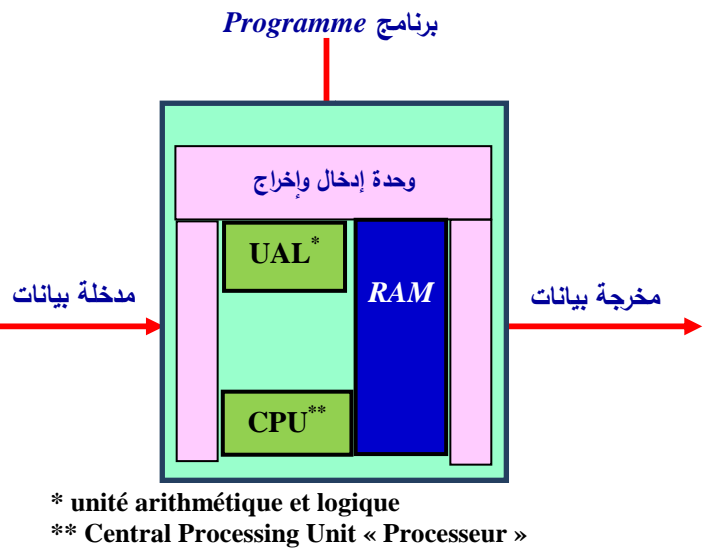 برنامج Programme
وحدة إدخال وإخراج
UAL*
RAM
مدخلة بيانات
مخرجة بيانات
CPU**
* unité arithmétique et logique
** Central Processing Unit « Processeur »